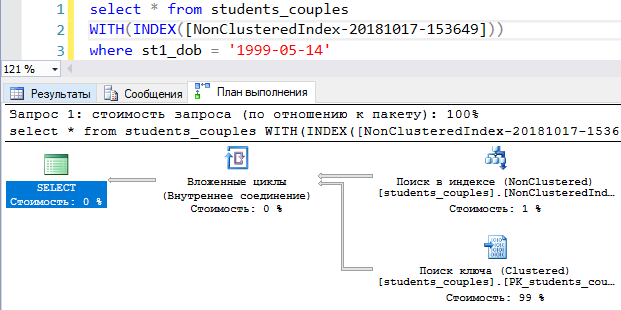 select * from students_couples
WITH(INDEX([NonClusteredIndex-20181017-153649]))
where st1_dob = '1999-05-14'
121 %
Результаты
Сообщения
План выполнения
Запрос 1: стоимость запроса (по отношению к пакету): 100%
select * from students_couples WITH(INDEX([NonClusteredIndex-20181017-1536
SELECT
Стоимость: 0 %
Вложенные циклы
(Внутреннее соединение)
Стоимость: 0 %
Поиск в индексе (NonClustered)
[students_couples].[NonClusteredInd…
Стоимость: 1 %
Поиск ключа (Clustered)
[students_couples].[PK_students_cou…
Стоимость: 99 %